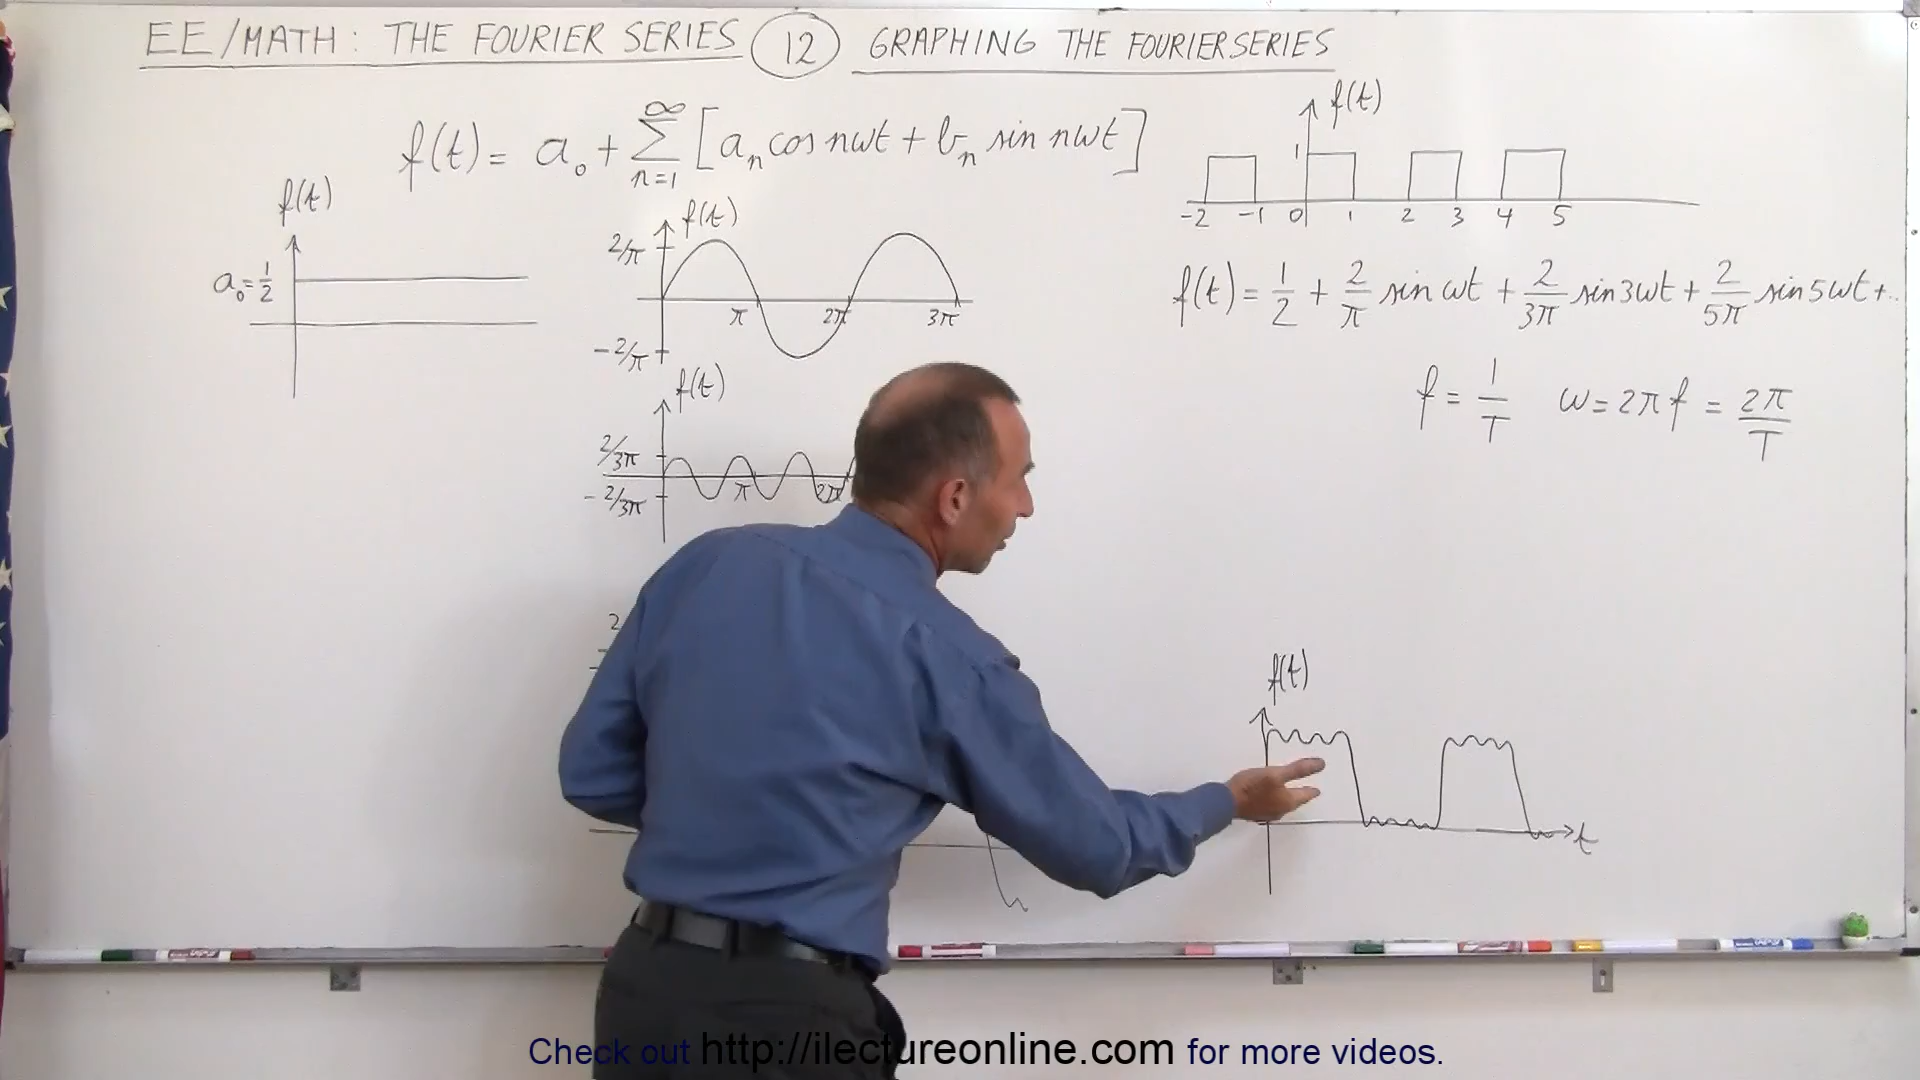 EE/MATH: THE FOURIER SERIES (12) GRAPHING THE FOURIER SERIES
f(t) = a₀ + ∑ₙ₌₁^∞ [aₙ cos nωt + bₙ sin nωt]
f(t)
a₀ = 1/2
f(t)
2/π
π 2π 3π
-2/π
f(t)
2/3π
π 2π
-2/3π
2
f(t)
1
-2 -1 0 1 2 3 4 5
f(t) = 1/2 + 2/π sin ωt + 2/3π sin 3ωt + 2/5π sin 5ωt + ..
f = 1/T ω = 2πf = 2π/T
f(t)
t
Check out http://ilectureonline.com for more videos.